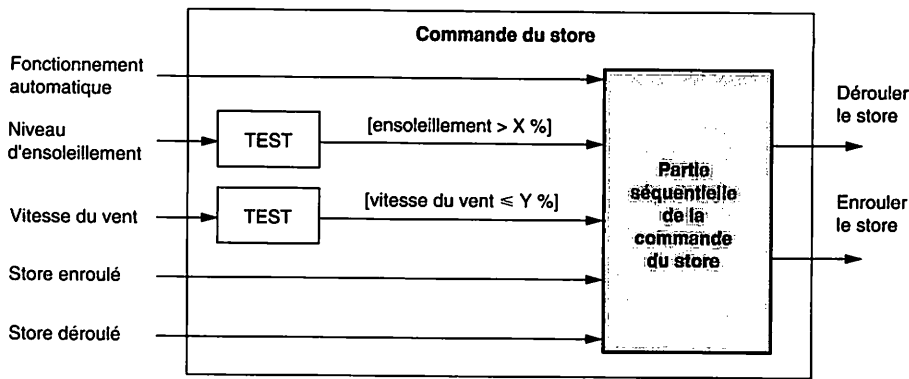 Commande du store
Fonctionnement
automatique
Niveau
d'ensoleillement
TEST
[ensoleillement > X %]
Vitesse du vent
TEST
[vitesse du vent ⩽ Y %]
Store enroulé
Store déroulé
Partie
séquentielle
de la
commande
du store
Dérouler
le store
Enrouler
le store